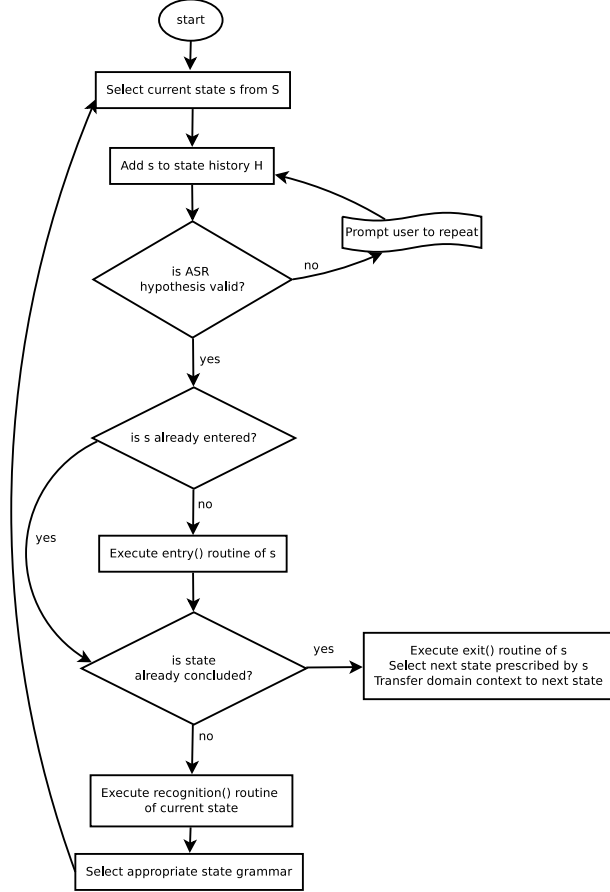 start
Select current state s from S
Add s to state history H
Prompt user to repeat
is ASR
hypothesis valid?
no
yes
is s already entered?
no
yes
Execute entry() routine of s
is state
already concluded?
yes
Execute exit() routine of s
Select next state prescribed by s
Transfer domain context to next state
no
Execute recognition() routine
of current state
Select appropriate state grammar